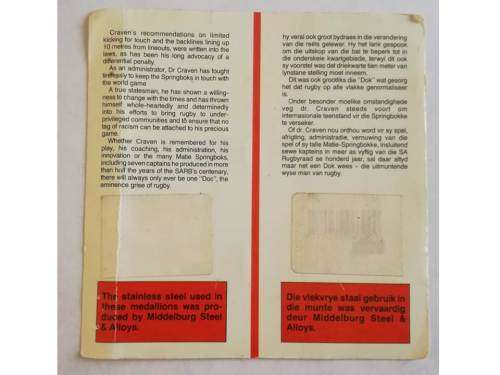 Craven's recommendations on limited
kicking for touch and the backlines lining up
10 metres from lineouts, were written into the
laws, as has been his long advocacy of a
differential penalty.
As an administrator, Dr Craven has fought
tirelessly to keep the Springboks in touch with
the world game
A true statesman, he has shown a willing-
ness to change with the times and has thrown
himself whole-heartedly and determinedly
into his efforts to bring rugby to under-
privileged communities and to ensure that no
tag of racism can be attached to his precious
game.
Whether Craven is remembered for his
play, his coaching, his administration, his
innovation or the many Matie Springboks,
including seven captains he produced in more
than half the years of the SARB's centenary,
there will always only ever be one "Doc", the
eminence grise of rugby.
The stainless steel used in
these medallions was pro-
duced by Middelburg Steel
& Alloys.
hy veral ook groot bydraes in die verandering
van die reëls gelewer. Hy het lank gespook
om die uitskop van die bal te beperk tot in
die onderskeie kwartgebiede, terwyl dit ook
sy voorstel was dat driekwarte tien meter van
lynstane stelling moet inneem.
Dit was ook grootliks die "Dok" wat gesorg
het dat rugby op alle vlakke genormaliseer
is.
Onder besonder moeilike omstandighede
veg dr. Craven steeds voort om
internasionale teenstand vir die Springbokke
te verseker.
Of dr. Craven nou onthou word vir sy spel,
afrigting, administrasie, vernuwing van die
spel of sy talle Matie-Springbokke, insluitend
sewe kapteins in meer as vyftig van die SA
Rugbyraad se honderd jaar, sal daar altyd
maar net een Dok wees – die uitmuntende
wyse man van rugby.
Die vlekvrye staal gebruik in
die munte was vervaardig
deur Middelburg Steel &
Alloys.